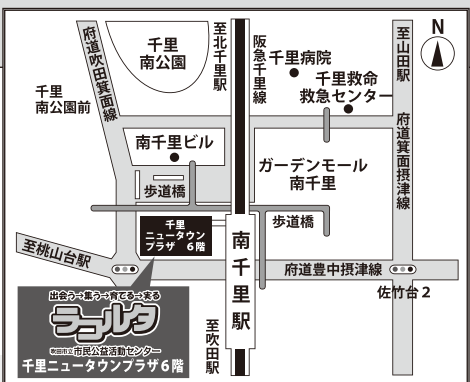 府道吹田箕面線
千里
南公園
至北千里駅
阪急千里線
千里病院
千里救命
救急センター
至山田駅
N
千里
南公園前
南千里ビル
ガーデンモール
南千里
府道箕面摂津線
歩道橋
歩道橋
千里
ニュータウン
プラザ 6階
至桃山台駅
南千里駅
府道豊中摂津線
佐竹台2
至吹田駅
出会う→集う→育てる→実る
ラコルタ
吹田市立市民公益活動センター
千里ニュータウンプラザ6階